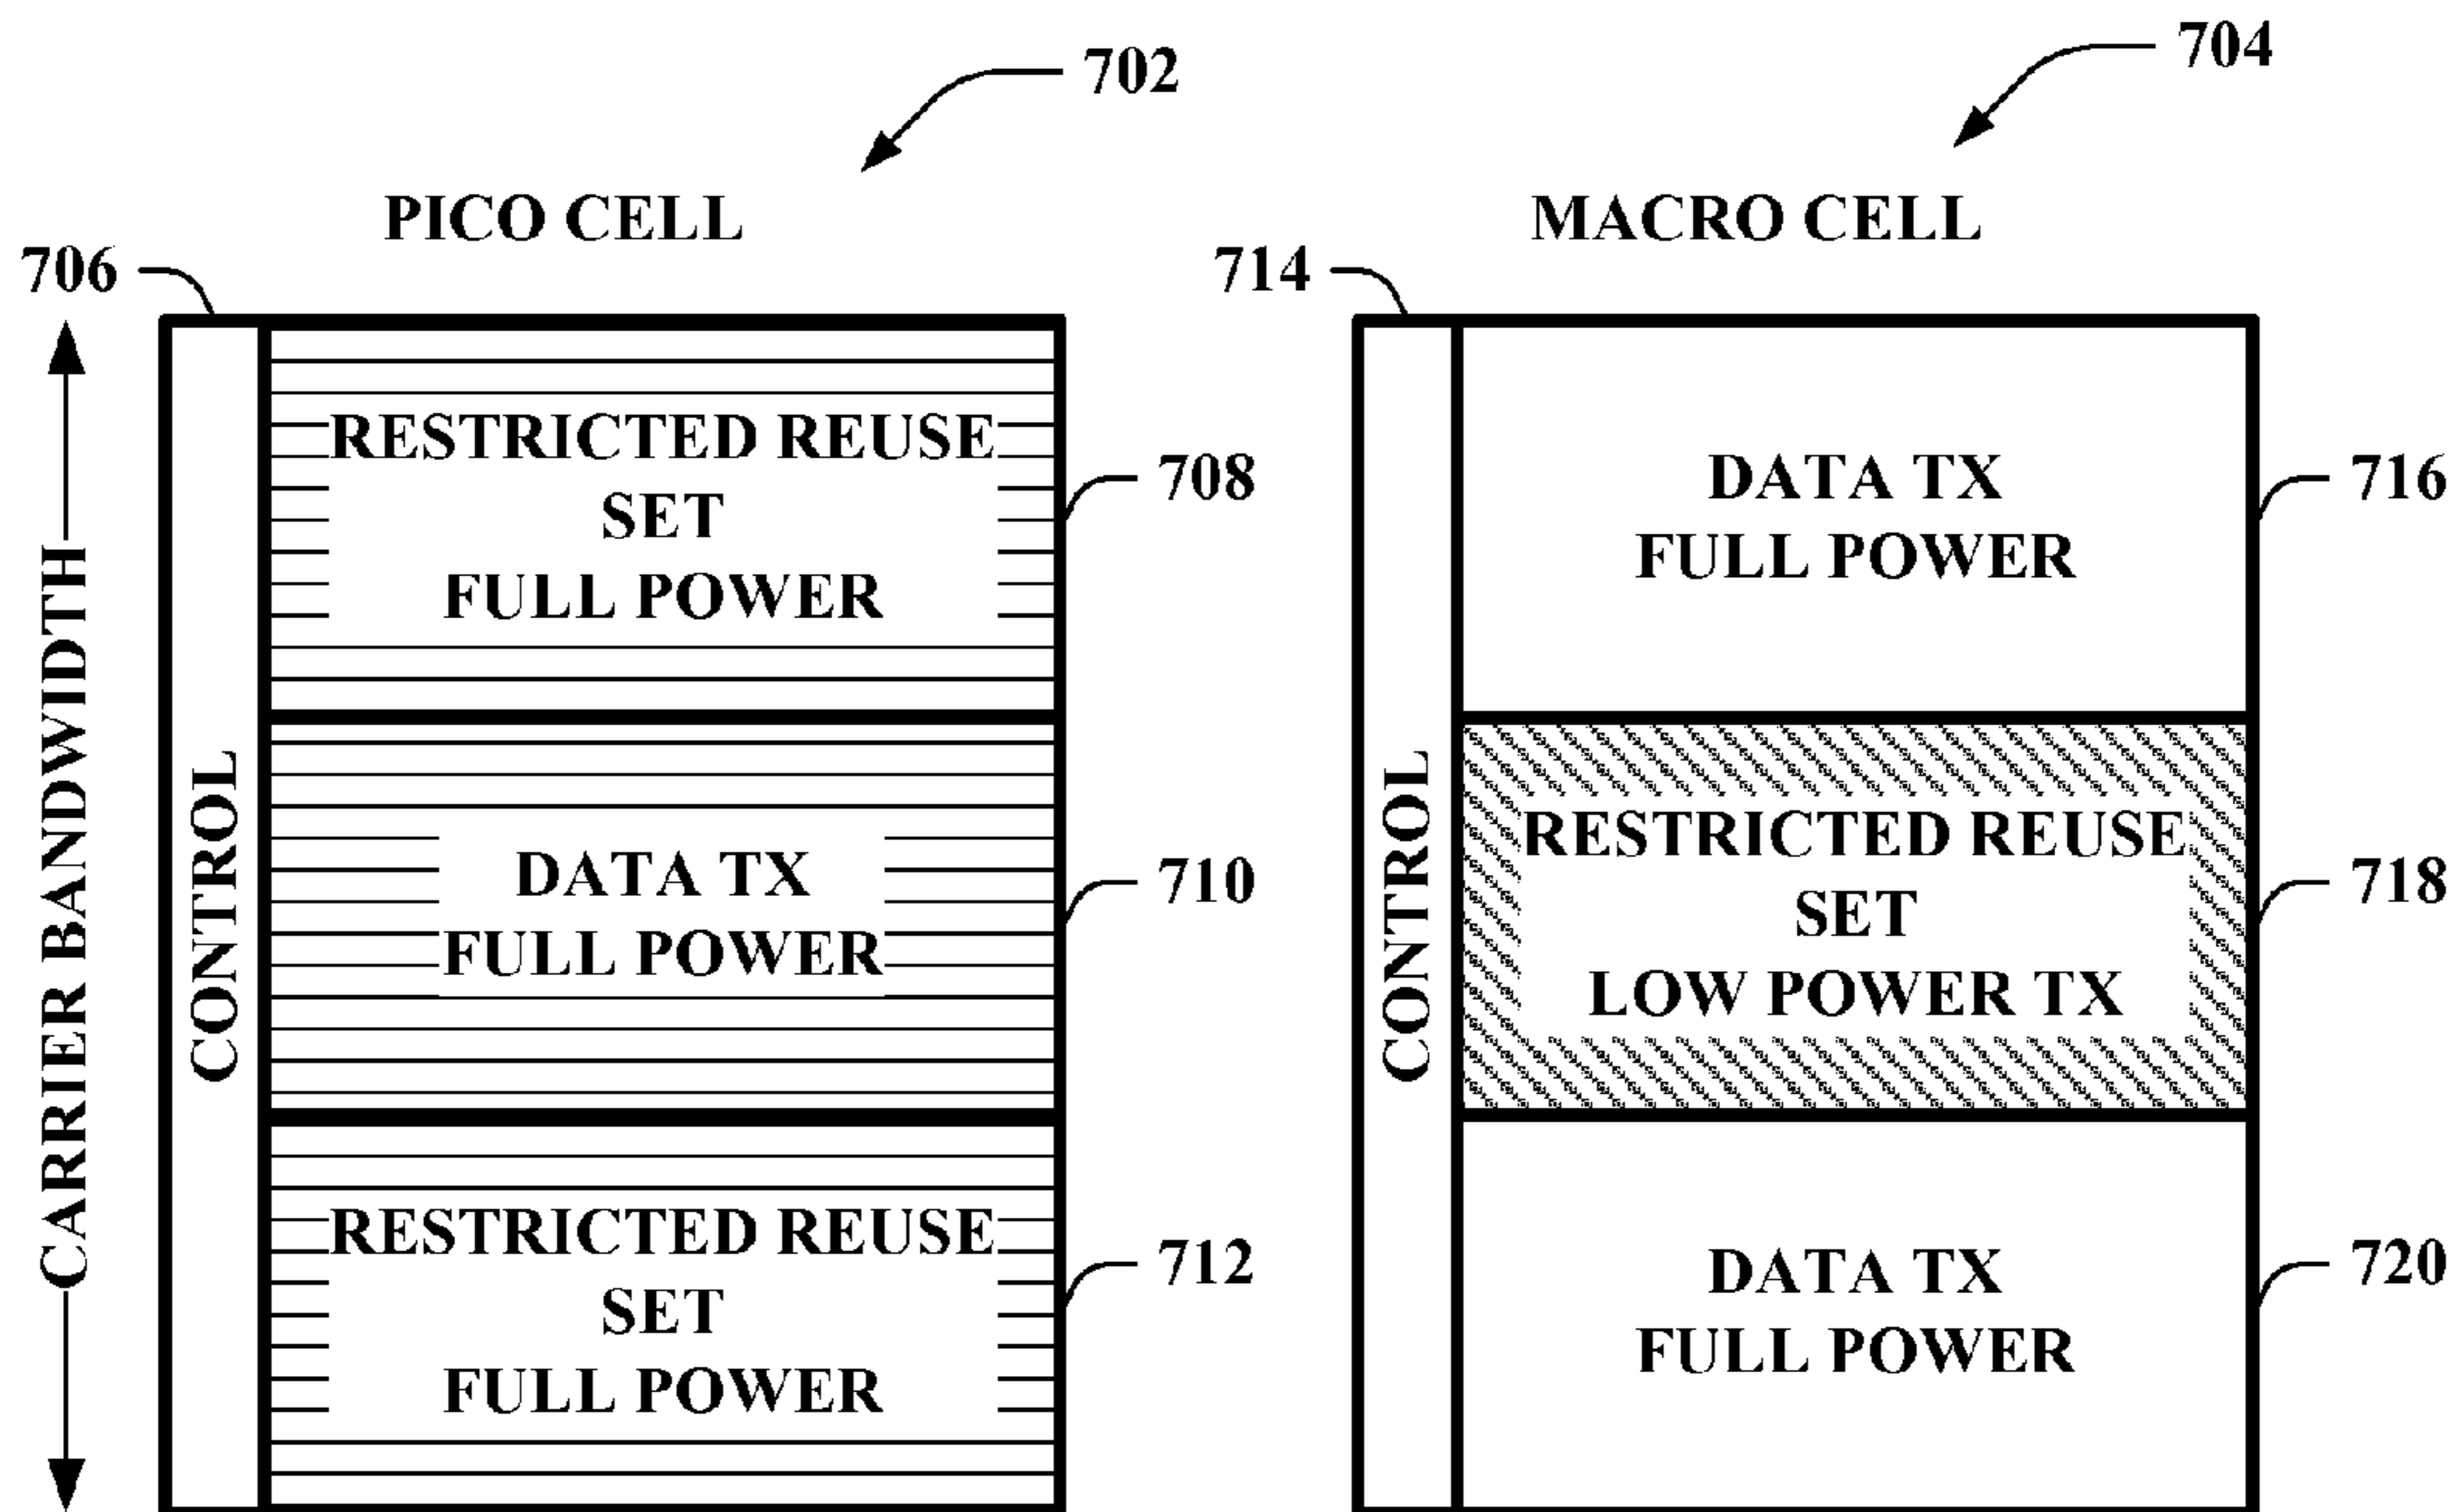 702
704
PICO CELL
MACRO CELL
706
714
CARRIER BANDWIDTH
CONTROL
RESTRICTED REUSE
SET
FULL POWER
708
DATA TX
FULL POWER
710
RESTRICTED REUSE
SET
FULL POWER
712
CONTROL
DATA TX
FULL POWER
716
RESTRICTED REUSE
SET
LOW POWER TX
718
DATA TX
FULL POWER
720